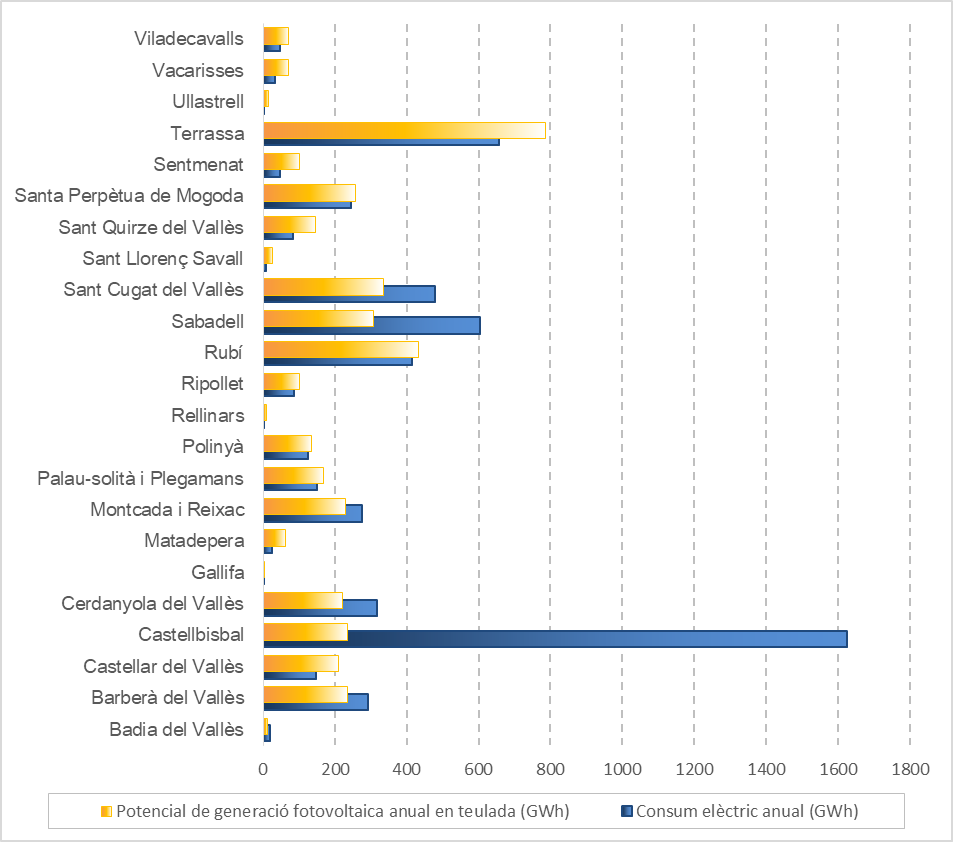 Viladecavalls
Vacarisses
Ullastrell
Terrassa
Sentmenat
Santa Perpètua de Mogoda
Sant Quirze del Vallès
Sant Llorenç Savall
Sant Cugat del Vallès
Sabadell
Rubí
Ripollet
Rellinars
Polinyà
Palau-solità i Plegamans
Montcada i Reixac
Matadepera
Gallifa
Cerdanyola del Vallès
Castellbisbal
Castellar del Vallès
Barberà del Vallès
Badia del Vallès
0 200 400 600 800 1000 1200 1400 1600 1800
Potencial de generació fotovoltaica anual en teulada (GWh) Consum elèctric anual (GWh)